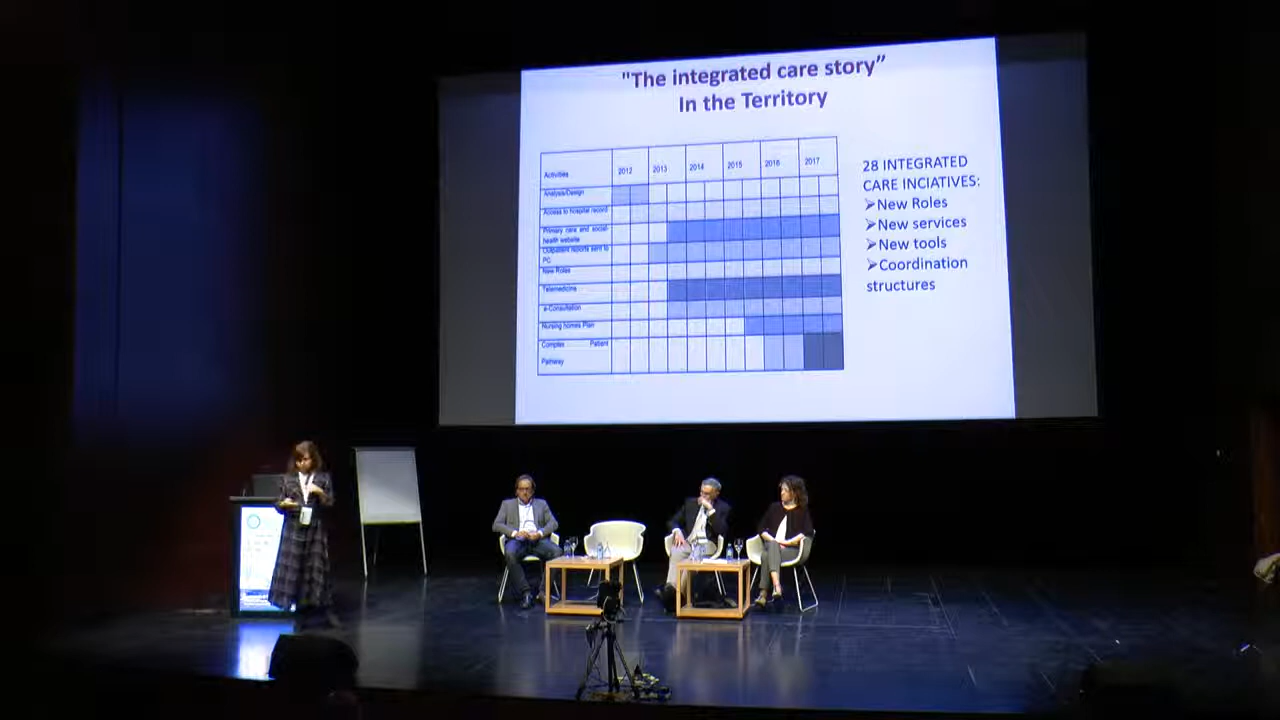 "The integrated care story”
In the Territory
Activities 2012 2013 2014 2015 2016 2017
Analysis/Design
Access to hospital record
Primary care and social-
health website
Outpatient reports sent to
PC
New Roles
Telemedicine
e-Consultation
Nursing homes Plan
Complex Patient
Pathway
28 INTEGRATED
CARE INCIATIVES:
➢New Roles
➢New services
➢New tools
➢Coordination
structures